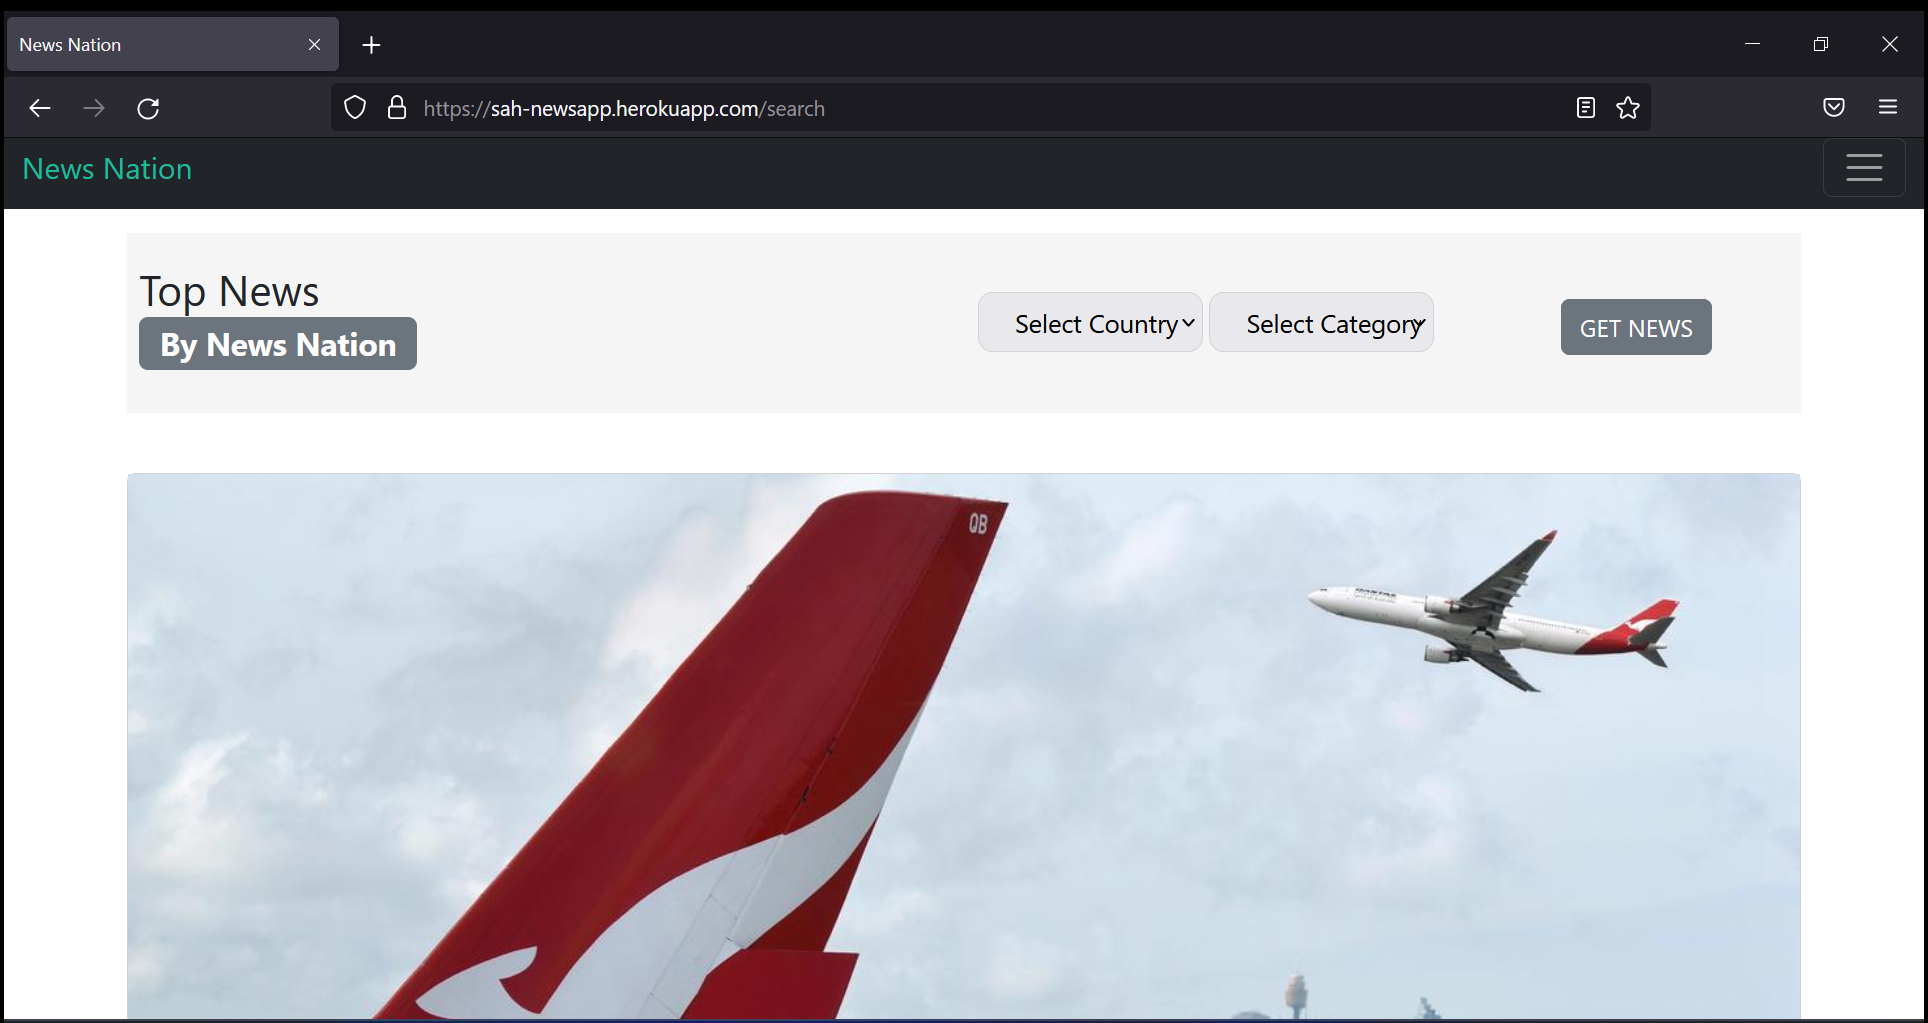 News Nation
https://sah-newsapp.herokuapp.com/search
News Nation
Top News
By News Nation
Select Country
Select Category
GET NEWS
QB
QANTAS